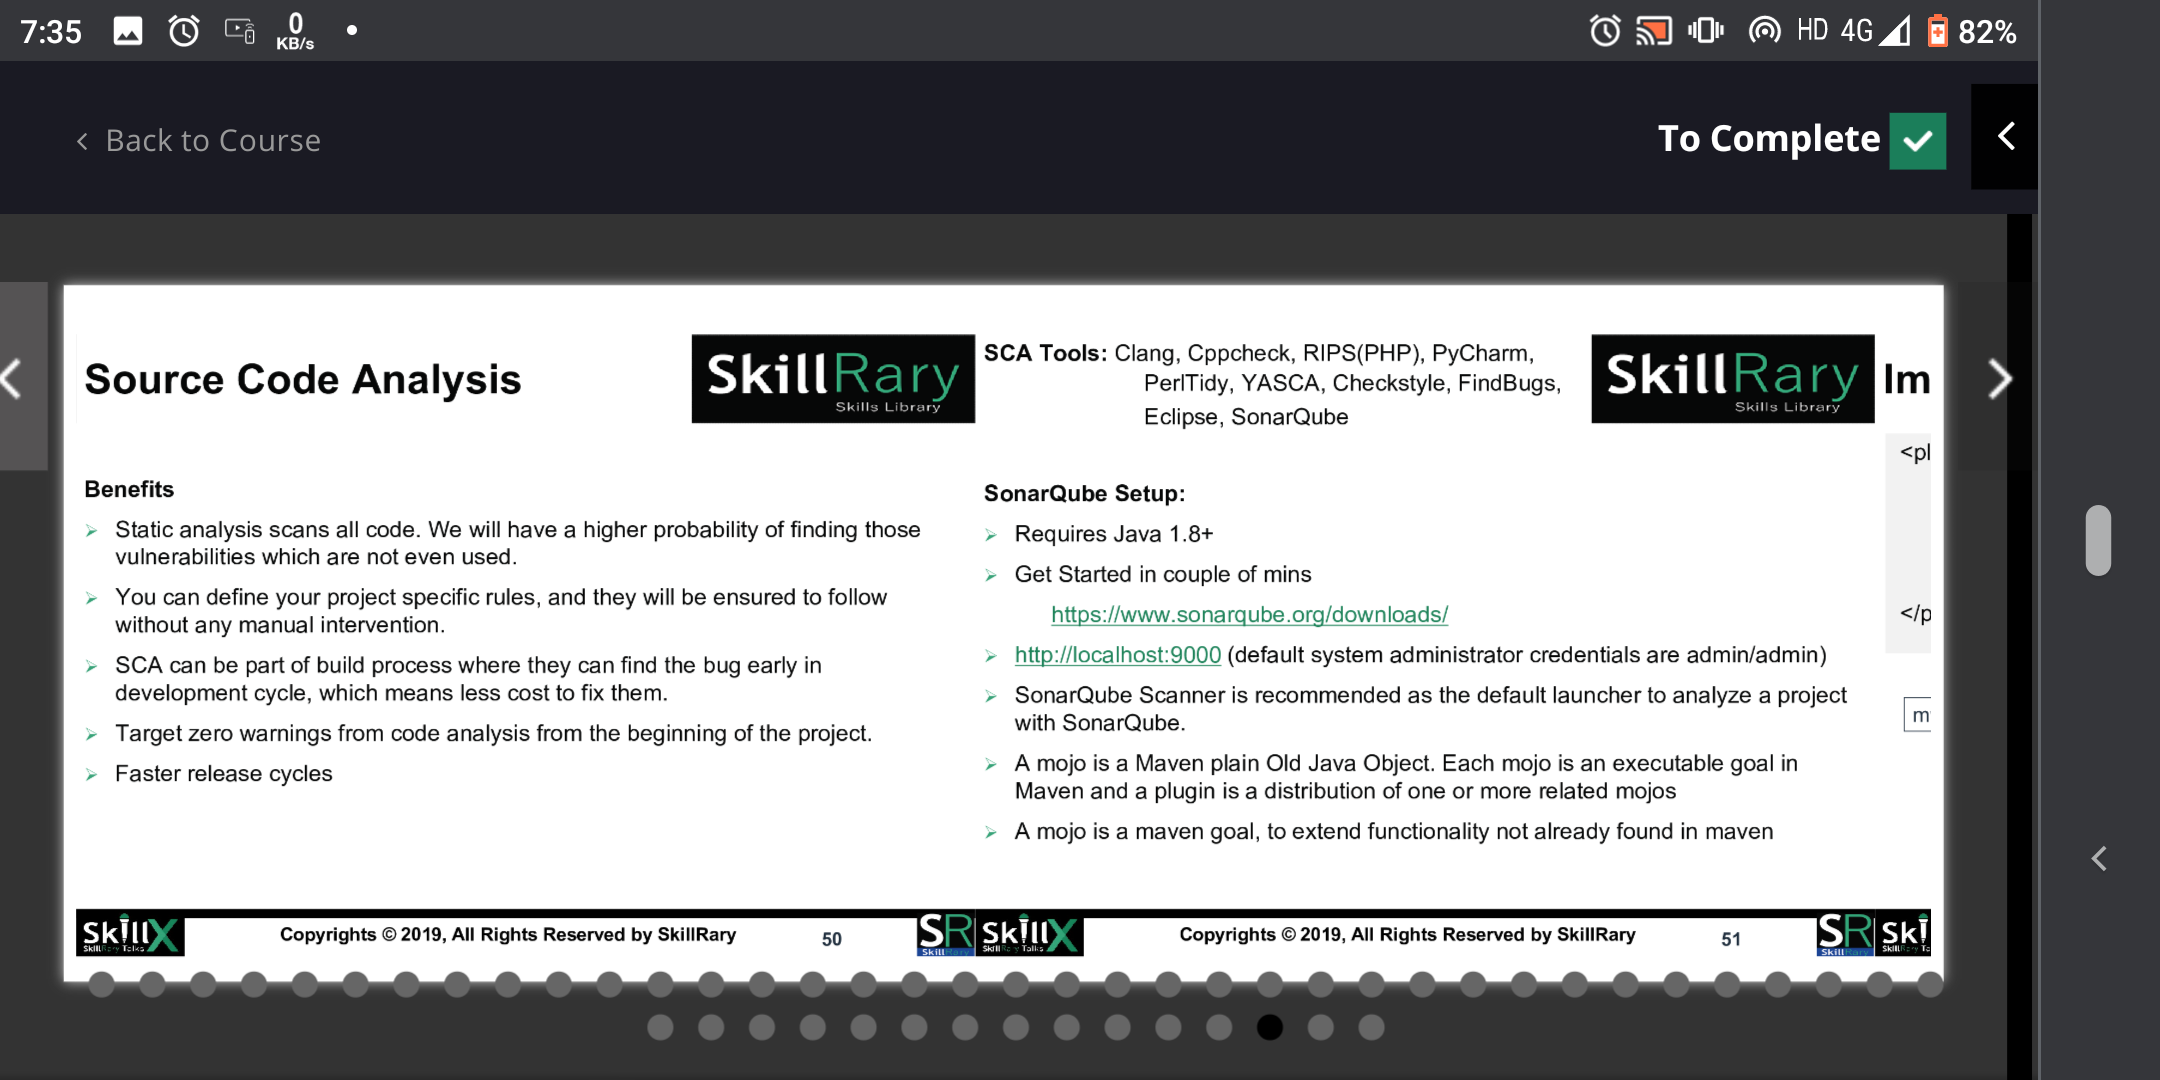 7:35
0
KB/s
HD 4G
82%
Back to Course
To Complete
Source Code Analysis
SkillRary
Skills Library
Benefits
Static analysis scans all code. We will have a higher probability of finding those
vulnerabilities which are not even used.
You can define your project specific rules, and they will be ensured to follow
without any manual intervention.
SCA can be part of build process where they can find the bug early in
development cycle, which means less cost to fix them.
Target zero warnings from code analysis from the beginning of the project.
Faster release cycles
SkillX
SkillRary Talks
Copyrights © 2019, All Rights Reserved by SkillRary
50
SR
SkillRary
SCA Tools: Clang, Cppcheck, RIPS(PHP), PyCharm,
PerlTidy, YASCA, Checkstyle, FindBugs,
Eclipse, SonarQube
SkillRary
Skills Library
SonarQube Setup:
Requires Java 1.8+
Get Started in couple of mins
https://www.sonarqube.org/downloads/
http://localhost:9000 (default system administrator credentials are admin/admin)
SonarQube Scanner is recommended as the default launcher to analyze a project
with SonarQube.
A mojo is a Maven plain Old Java Object. Each mojo is an executable goal in
Maven and a plugin is a distribution of one or more related mojos
A mojo is a maven goal, to extend functionality not already found in maven
SkillX
SkillRary Talks
Copyrights © 2019, All Rights Reserved by SkillRary
51
SR
SkillRary
Im
<pl
</p
m
Ski